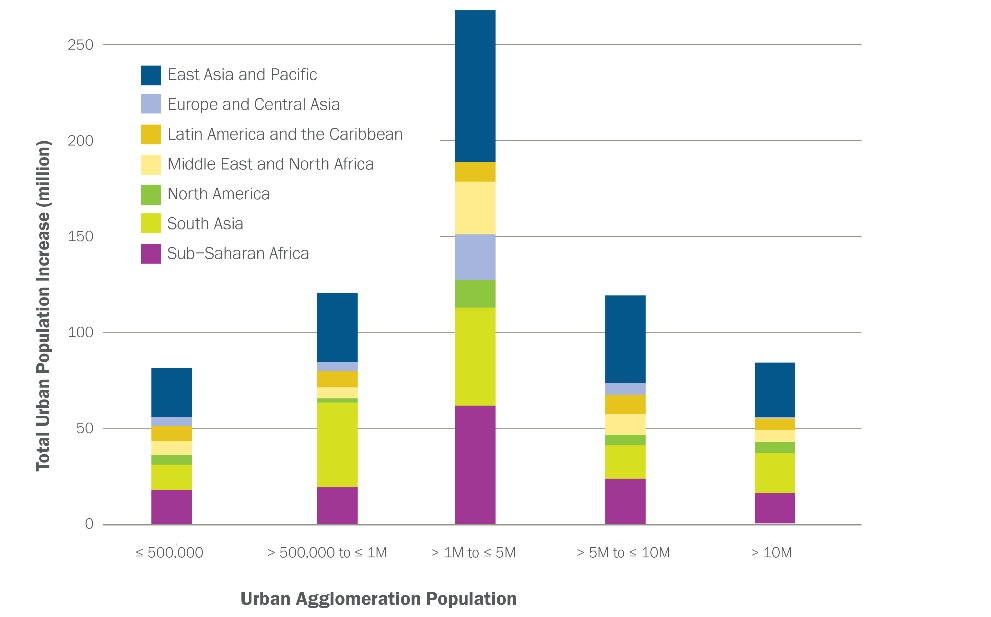 250
200
150
100
50
0
Total Urban Population Increase (million)
East Asia and Pacific
Europe and Central Asia
Latin America and the Caribbean
Middle East and North Africa
North America
South Asia
Sub–Saharan Africa
≤ 500,000
> 500,000 to ≤ 1M
> 1M to ≤ 5M
> 5M to ≤ 10M
> 10M
Urban Agglomeration Population